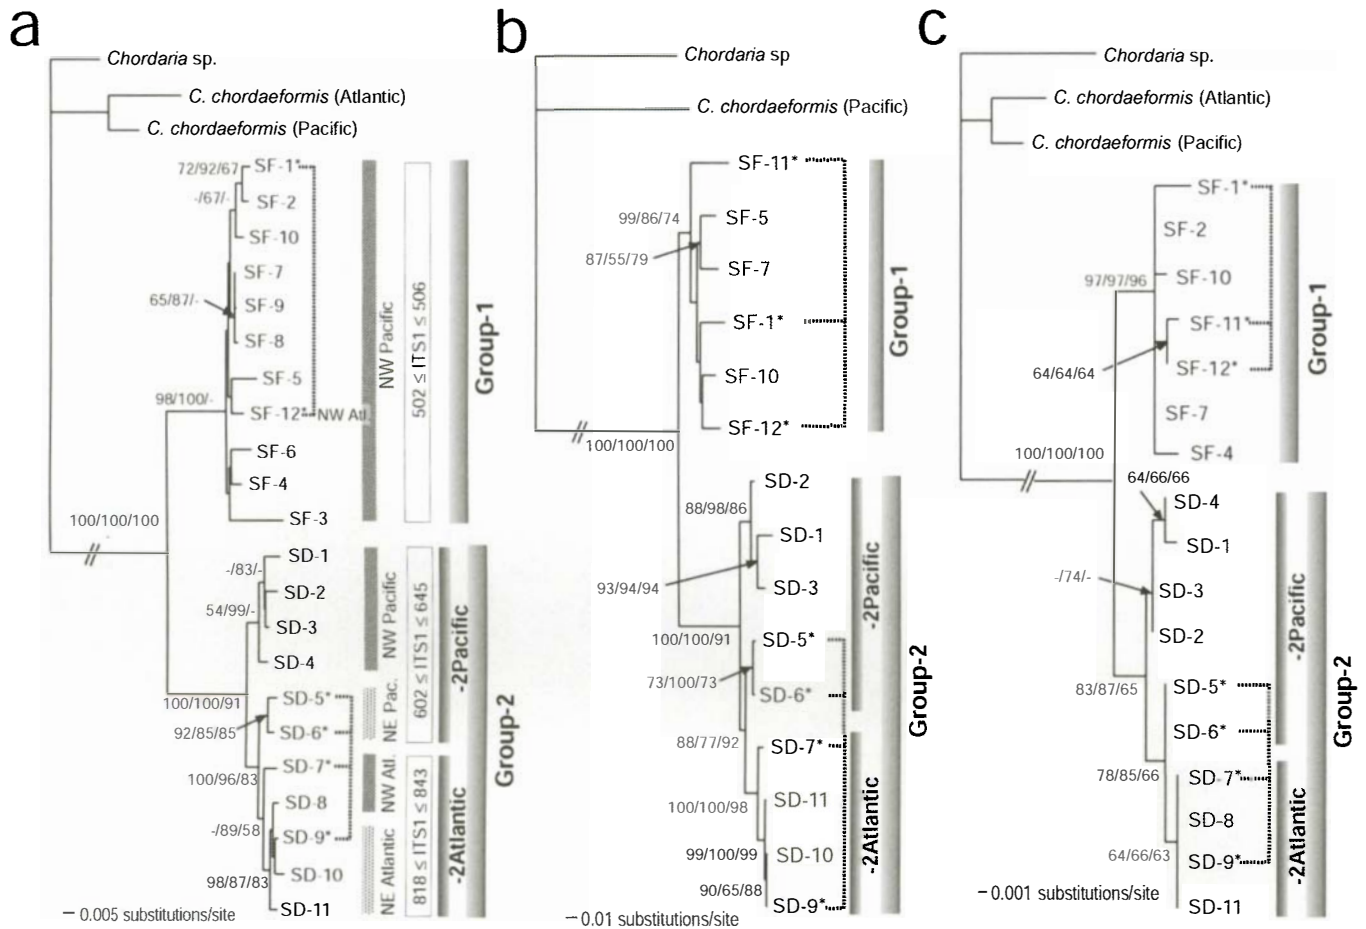 a
Chordaria sp.
C. chordaeformis (Atlantic)
C. chordaeformis (Pacific)
72/92/67
SF-1*
-/67/-
SF-2
SF-10
SF-7
65/87/-
SF-9
SF-8
SF-5
98/100/-
SF-12*
NW Atl.
SF-6
SF-4
SF-3
100/100/100
NW Pacific
502 ≤ ITS1 ≤ 506
Group-1
SD-1
-/83/-
SD-2
54/99/-
SD-3
SD-4
100/100/91
SD-5*
92/85/85
SD-6*
100/96/83
SD-7*
SD-8
-/89/58
SD-9*
SD-10
98/87/83
SD-11
NW Pacific
NE Pac.
NW Atl.
NE Atlantic
602 ≤ ITS1 ≤ 645
818 ≤ ITS1 ≤ 843
-2Pacific
-2Atlantic
Group-2
0.005 substitutions/site
b
Chordaria sp
C. chordaeformis (Pacific)
SF-11*
99/86/74
SF-5
87/55/79
SF-7
SF-1*
SF-10
SF-12*
100/100/100
Group-1
SD-2
88/98/86
SD-1
93/94/94
SD-3
100/100/91
SD-5*
73/100/73
SD-6*
88/77/92
SD-7*
100/100/98
SD-11
99/100/99
SD-10
90/65/88
SD-9*
-2Pacific
-2Atlantic
Group-2
0.01 substitutions/site
c
Chordaria sp.
C. chordaeformis (Atlantic)
C. chordaeformis (Pacific)
SF-1*
SF-2
97/97/96
SF-10
SF-11*
64/64/64
SF-12*
SF-7
100/100/100
SF-4
Group-1
64/66/66
SD-4
SD-1
-/74/-
SD-3
SD-2
83/87/65
SD-5*
SD-6*
78/85/66
SD-7*
SD-8
64/66/63
SD-9*
SD-11
-2Pacific
-2Atlantic
Group-2
0.001 substitutions/site